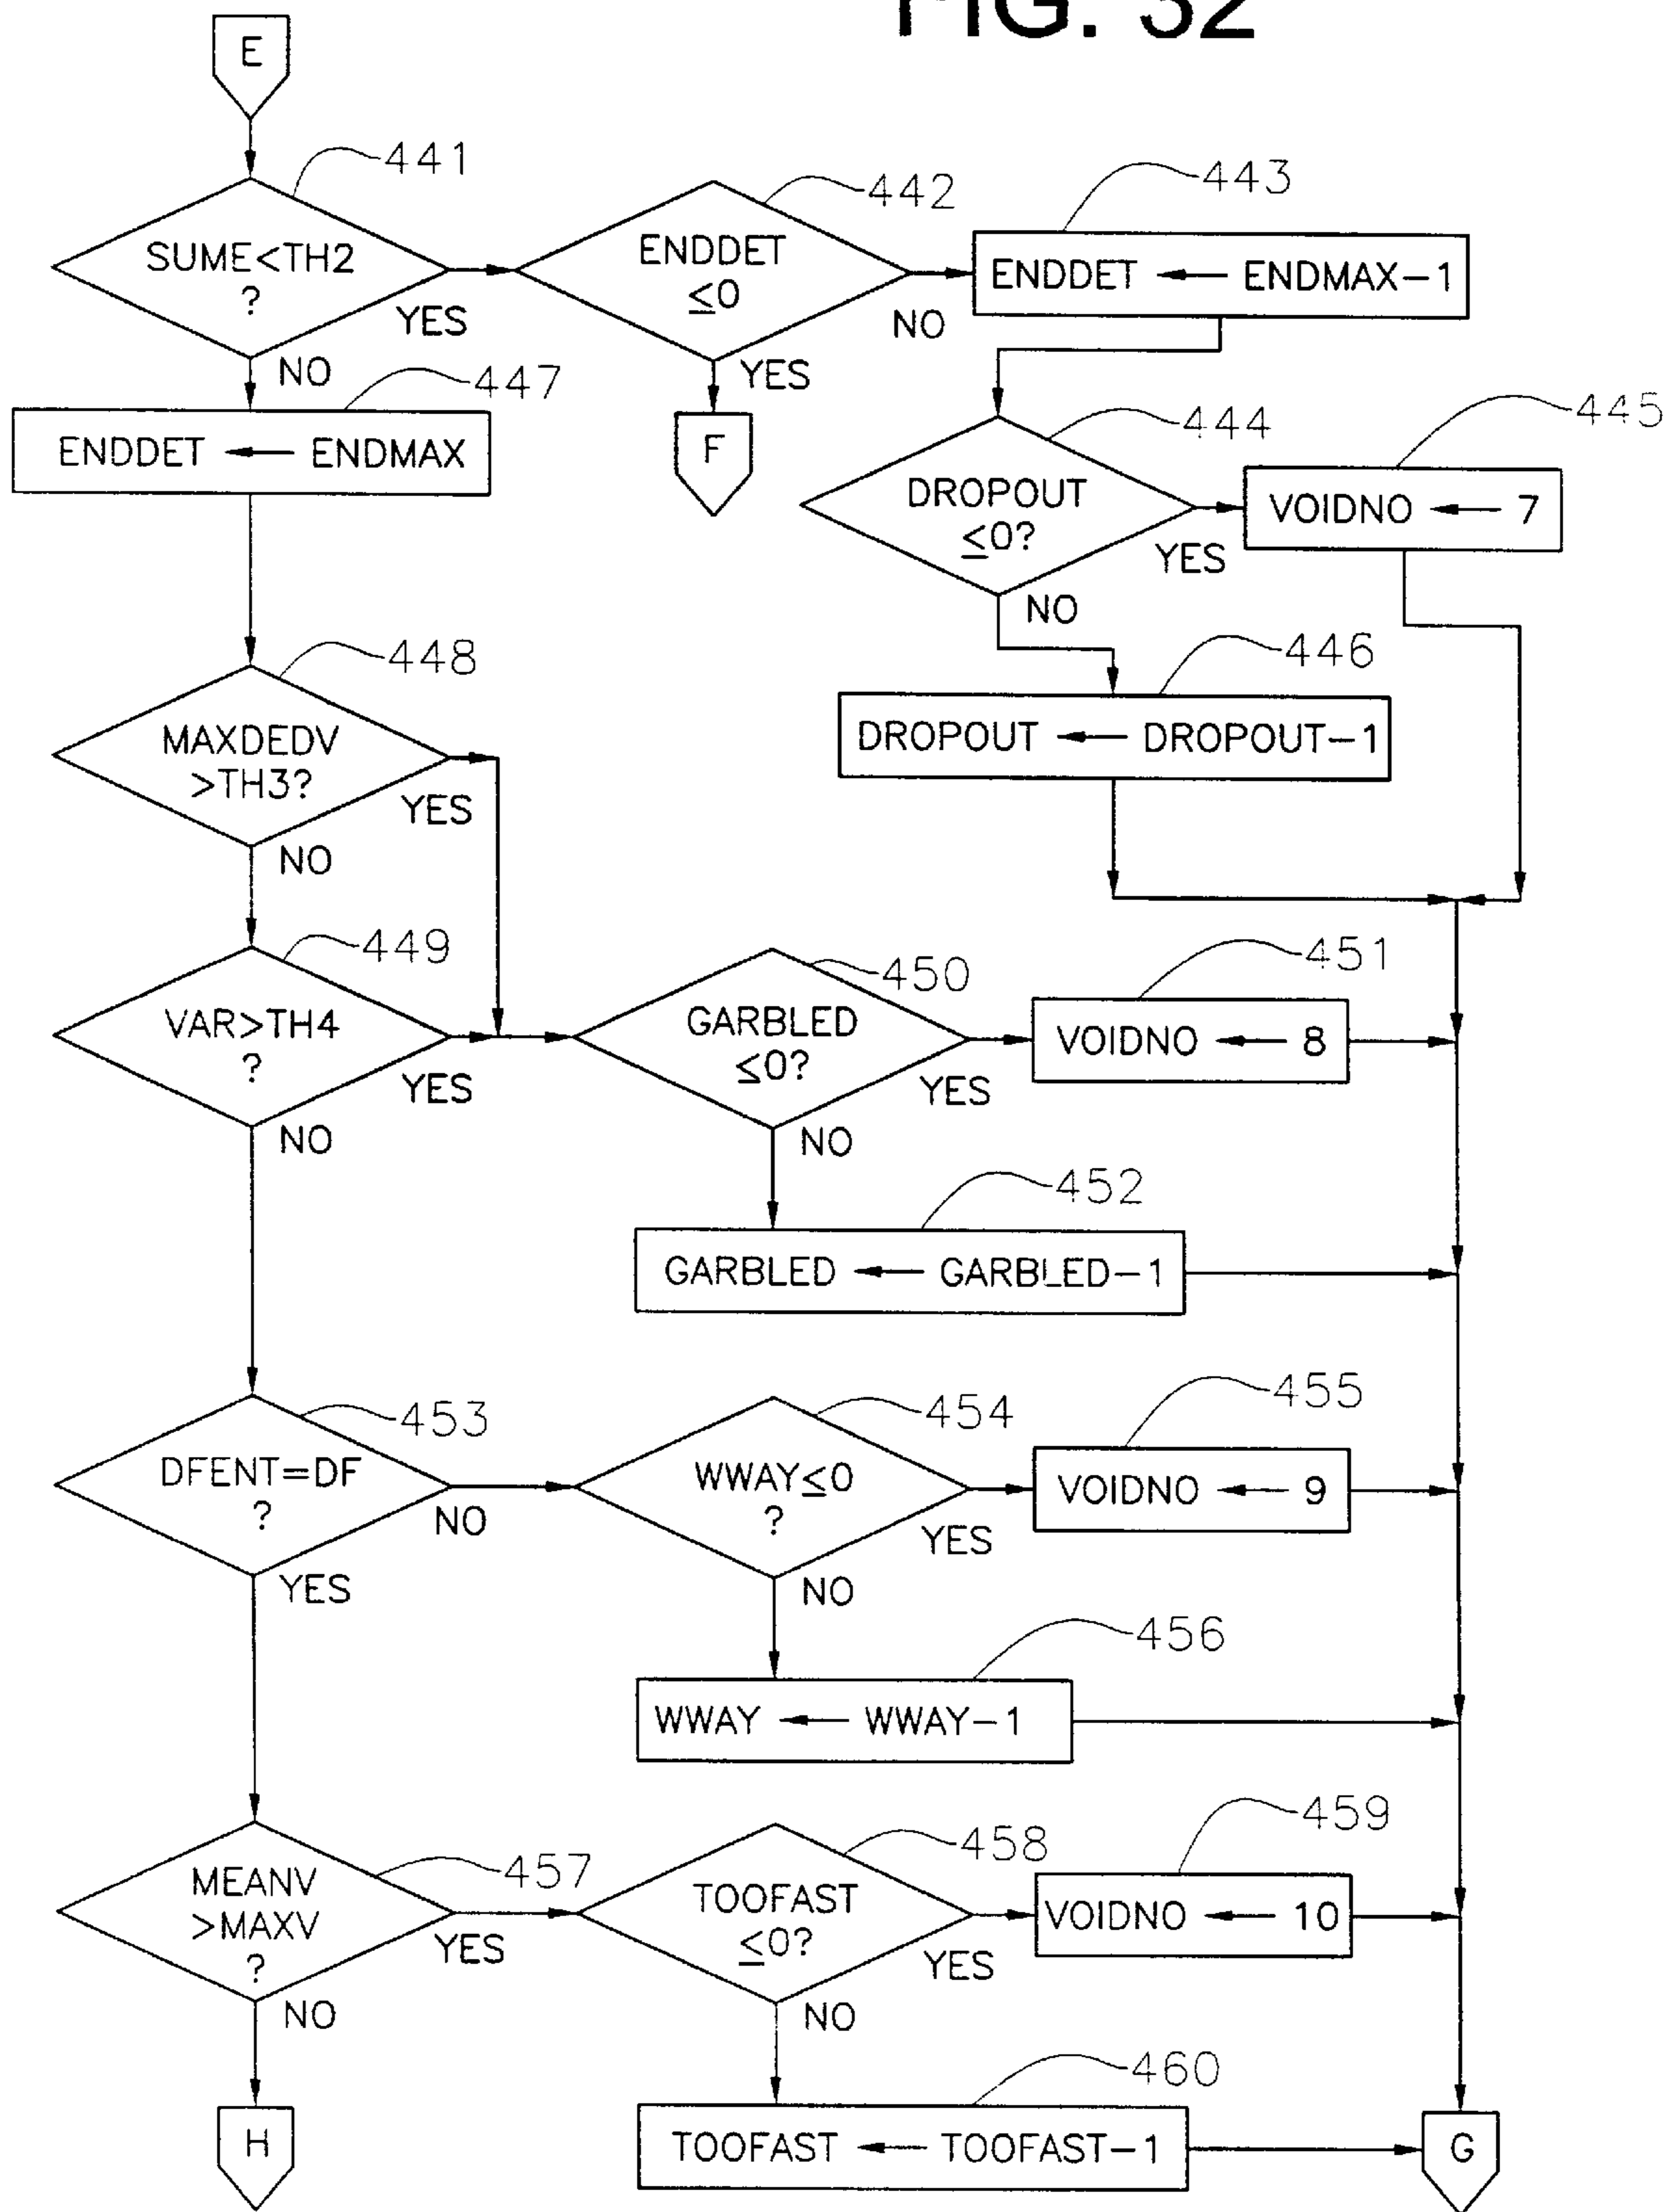 FIG. 32
E
441
SUME<TH2
?
YES
NO
442
ENDDET
≤0
NO
YES
443
ENDDET ← ENDMAX-1
447
ENDDET ← ENDMAX
F
444
DROPOUT
≤0?
YES
NO
445
VOIDNO ← 7
446
DROPOUT ← DROPOUT-1
448
MAXDEDV
>TH3?
YES
NO
449
VAR>TH4
?
YES
NO
450
GARBLED
≤0?
YES
NO
451
VOIDNO ← 8
452
GARBLED ← GARBLED-1
453
DFENT=DF
?
NO
YES
454
WWAY≤0
?
YES
NO
455
VOIDNO ← 9
456
WWAY ← WWAY-1
457
MEANV
>MAXV
?
YES
NO
458
TOOFAST
≤0?
YES
NO
459
VOIDNO ← 10
460
TOOFAST ← TOOFAST-1
H
G